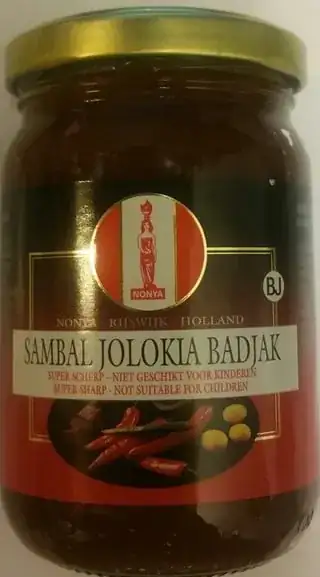 NONYA
BJ
NONYA RIJSWIJK HOLLAND
SAMBAL JOLOKIA BADJAK
SUPER SCHERP - NIET GESCHIKT VOOR KINDEREN
SUPER SHARP - NOT SUITABLE FOR CHILDREN